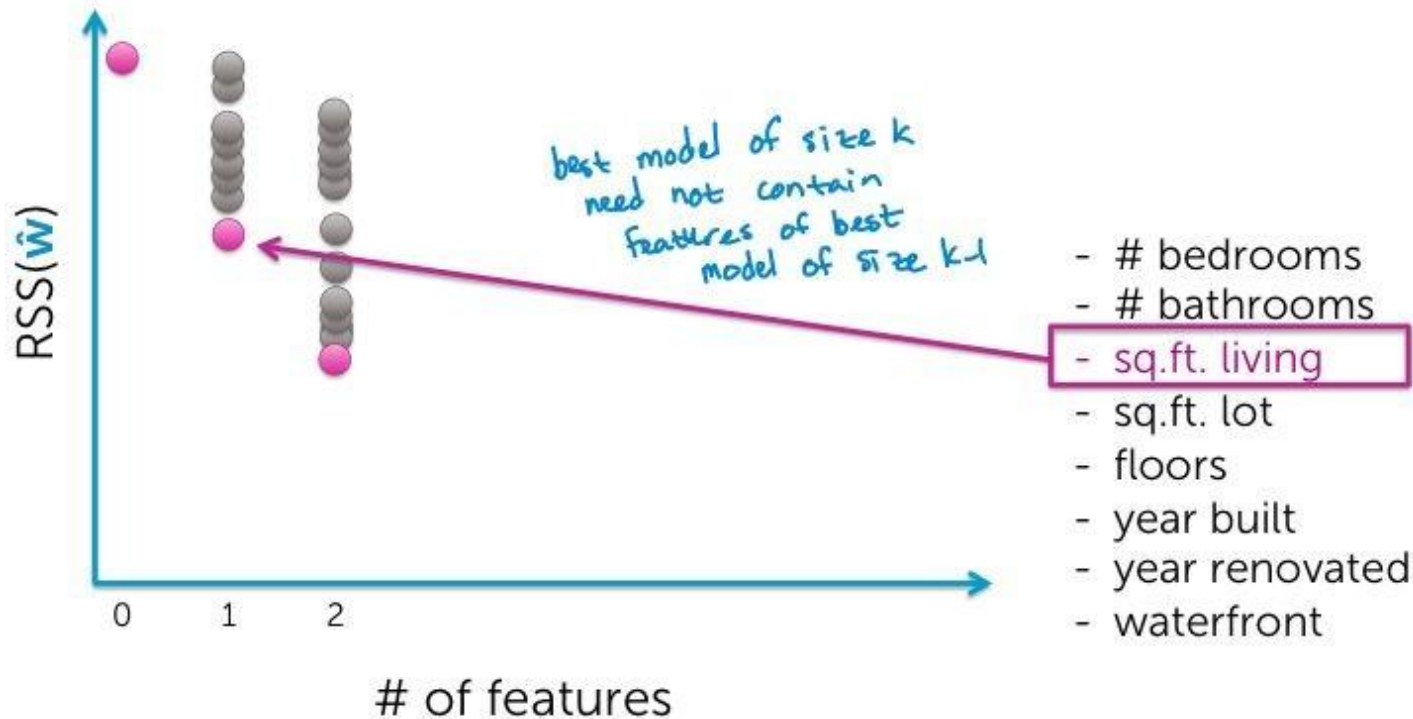 RSS(ŵ)
best model of size k
need not contain
features of best
model of size k-1
- # bedrooms
- # bathrooms
- sq.ft. living
- sq.ft. lot
- floors
- year built
- year renovated
- waterfront
0 1 2
# of features